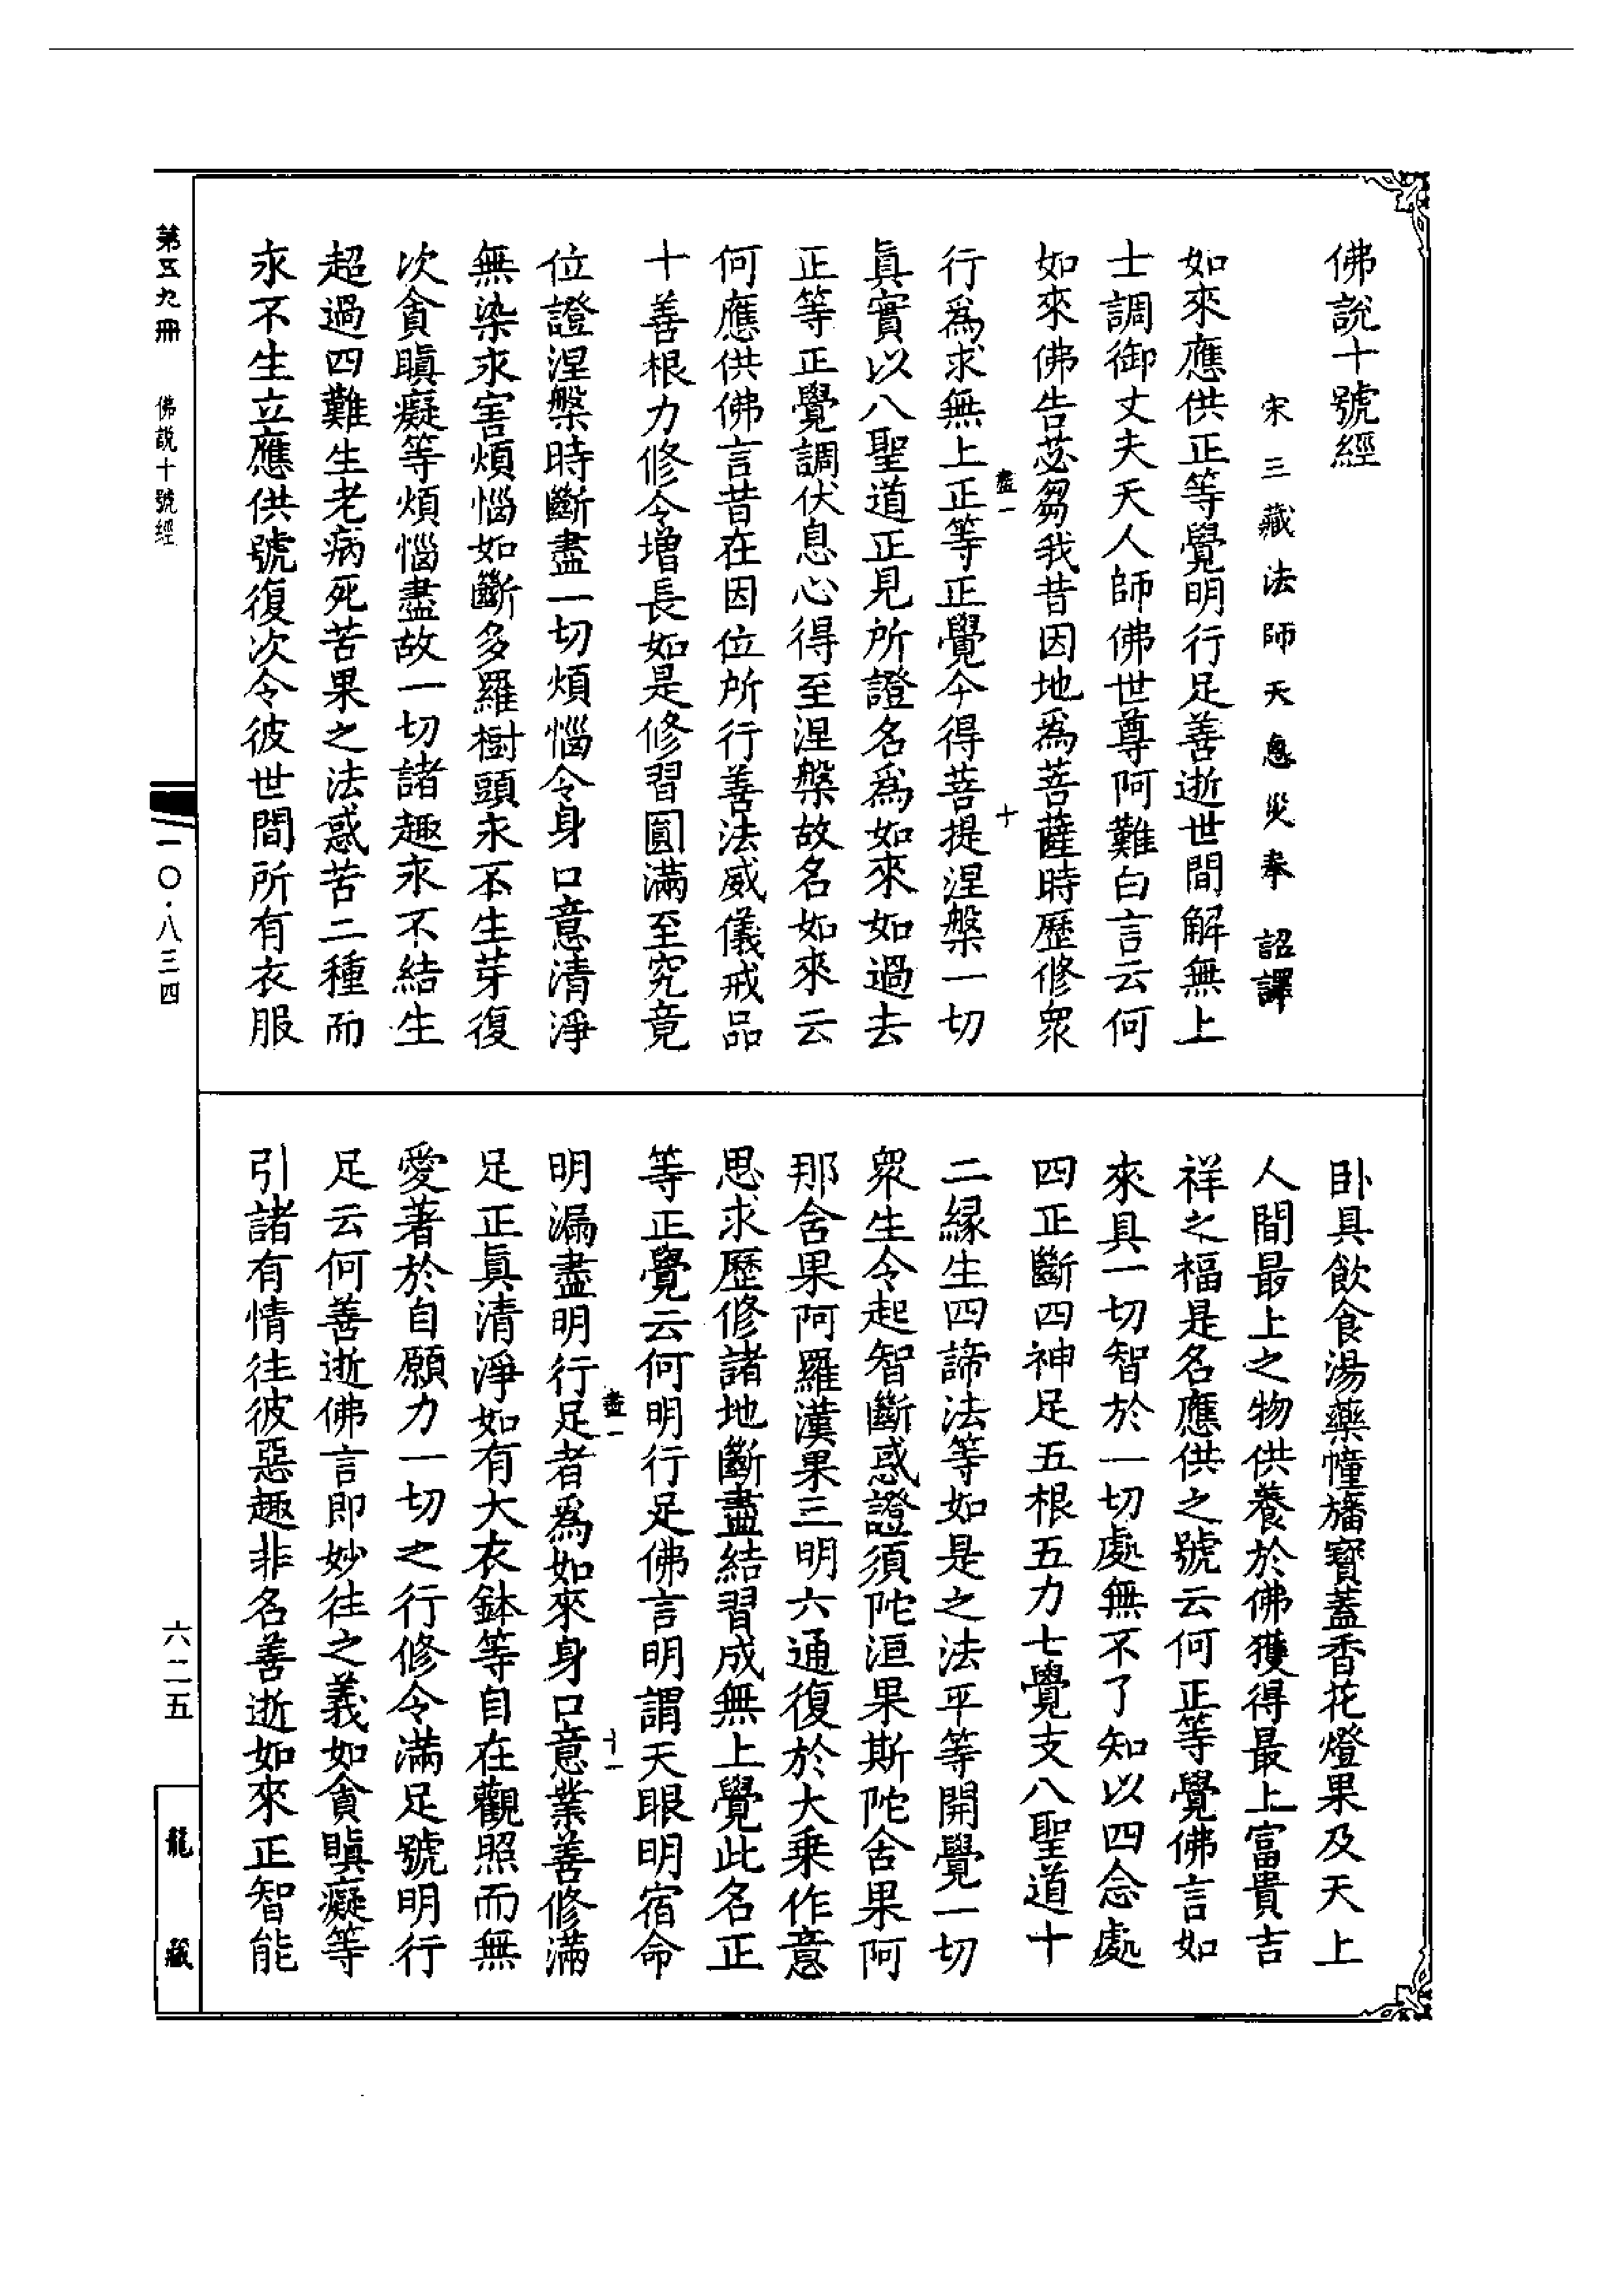 佛說十號經
宋三藏法師天息災奉　詔譯
如來應供正等覺明行足善逝世間解無上
士調御丈夫天人師佛世尊阿難白言云何
如來佛告苾芻我昔因地爲菩薩時歷修眾
行爲求無上正等正覺今得菩提涅槃一切
眞實以八聖道正見所證名爲如來如過去
正等正覺調伏息心得至涅槃故名如來云
何應供佛言昔在因位所行善法威儀戒品
十善根力修令增長如是修習圓滿至究竟
位證涅槃時斷盡一切煩惱令身口意清淨
無染永害煩惱如斷多羅樹頭永不生芽復
次貪瞋癡等煩惱盡故一切諸趣永不結生
超過四難生老病死苦果之法惑苦二種而
永不生立應供號復次令彼世間所有衣服
盡一
十
臥具飲食湯藥幢旛寶蓋香花燈果及天上
人間最上之物供養於佛獲得最上富貴吉
祥之福是名應供之號云何正等覺佛言如
來具一切智於一切處無不了知以四念處
四正斷四神足五根五力七覺支八聖道十
二緣生四諦法等如是之法平等開覺一切
眾生令起智斷惑證須陀洹果斯陀舍果阿
那舍果阿羅漢果三明六通復於大乘作意
思求歷修諸地斷盡結習成無上覺此名正
等正覺云何明行足佛言明謂天眼明宿命
明漏盡明行足者爲如來身口意業善修滿
足正眞清淨如有大衣鉢等自在觀照而無
愛著於自願力一切之行修令滿足號明行
足云何善逝佛言即妙往之義如貪瞋癡等
引諸有情往彼惡趣非名善逝如來正智能
盡一
十一
第五九冊
佛說十號經
一〇·八三四
六二五
龍藏